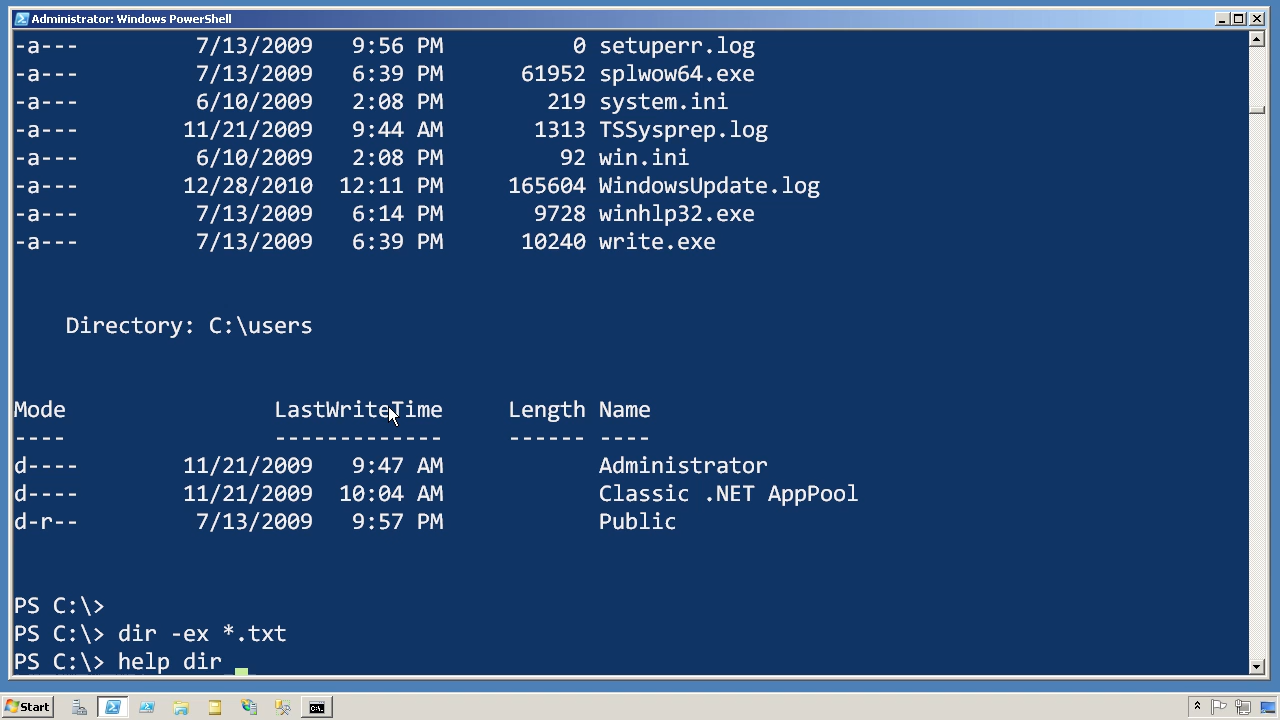 Administrator: Windows PowerShell
-a--- 7/13/2009 9:56 PM 0 setuperr.log
-a--- 7/13/2009 6:39 PM 61952 splwow64.exe
-a--- 6/10/2009 2:08 PM 219 system.ini
-a--- 11/21/2009 9:44 AM 1313 TSSysprep.log
-a--- 6/10/2009 2:08 PM 92 win.ini
-a--- 12/28/2010 12:11 PM 165604 WindowsUpdate.log
-a--- 7/13/2009 6:14 PM 9728 winhlp32.exe
-a--- 7/13/2009 6:39 PM 10240 write.exe
Directory: C:\users
Mode LastWriteTime Length Name
---- ------------- ------ ----
d---- 11/21/2009 9:47 AM Administrator
d---- 11/21/2009 10:04 AM Classic .NET AppPool
d-r-- 7/13/2009 9:57 PM Public
PS C:\>
PS C:\> dir -ex *.txt
PS C:\> help dir
Start